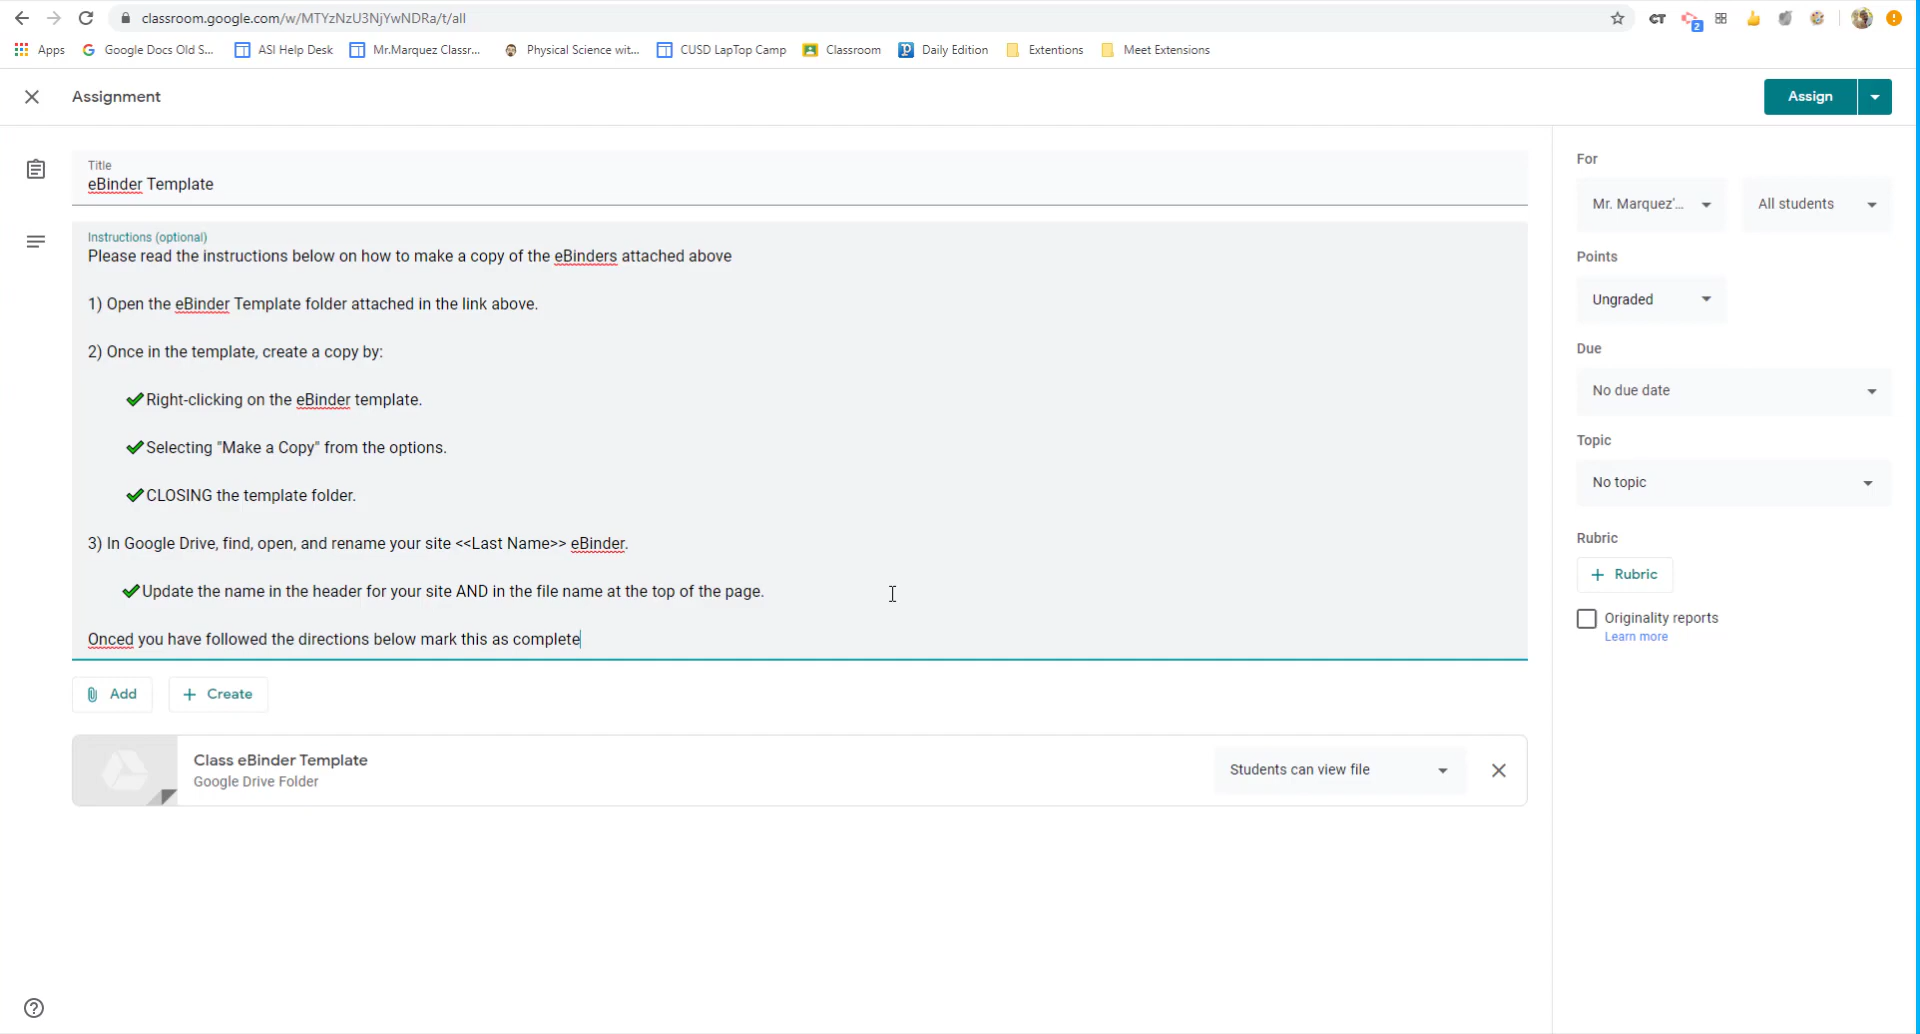 classroom.google.com/w/MTYzNzU3NjYwNDRa/t/all
CT
2
Apps
Google Docs Old S...
ASI Help Desk
Mr.Marquez Classr...
Physical Science wit...
CUSD LapTop Camp
Classroom
Daily Edition
Extentions
Meet Extensions
Assignment
Assign
Title
eBinder Template
Instructions (optional)
Please read the instructions below on how to make a copy of the eBinders attached above
1) Open the eBinder Template folder attached in the link above.
2) Once in the template, create a copy by:
✔Right-clicking on the eBinder template.
✔Selecting "Make a Copy" from the options.
✔CLOSING the template folder.
3) In Google Drive, find, open, and rename your site <<Last Name>> eBinder.
✔Update the name in the header for your site AND in the file name at the top of the page.
Onced you have followed the directions below mark this as complete
Add
+ Create
Class eBinder Template
Google Drive Folder
Students can view file
For
Mr. Marquez'...
All students
Points
Ungraded
Due
No due date
Topic
No topic
Rubric
+ Rubric
Originality reports
Learn more